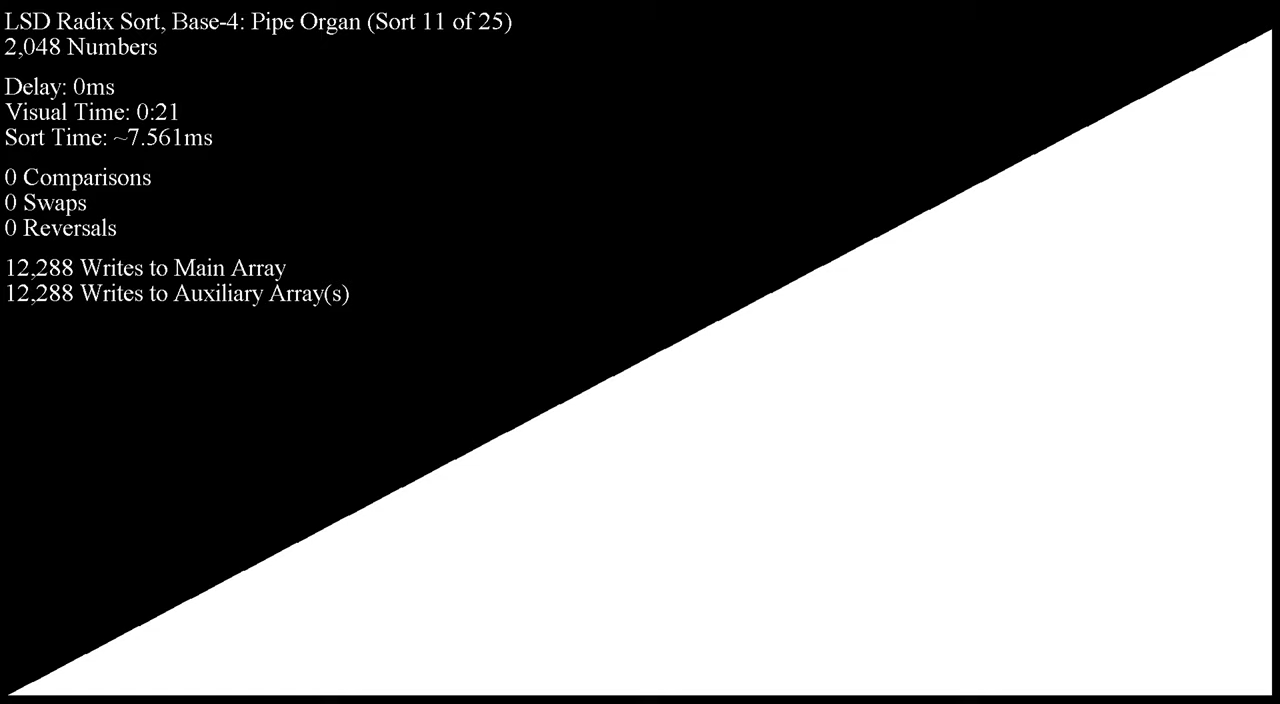 LSD Radix Sort, Base-4: Pipe Organ (Sort 11 of 25)
2,048 Numbers
Delay: 0ms
Visual Time: 0:21
Sort Time: ~7.561ms
0 Comparisons
0 Swaps
0 Reversals
12,288 Writes to Main Array
12,288 Writes to Auxiliary Array(s)